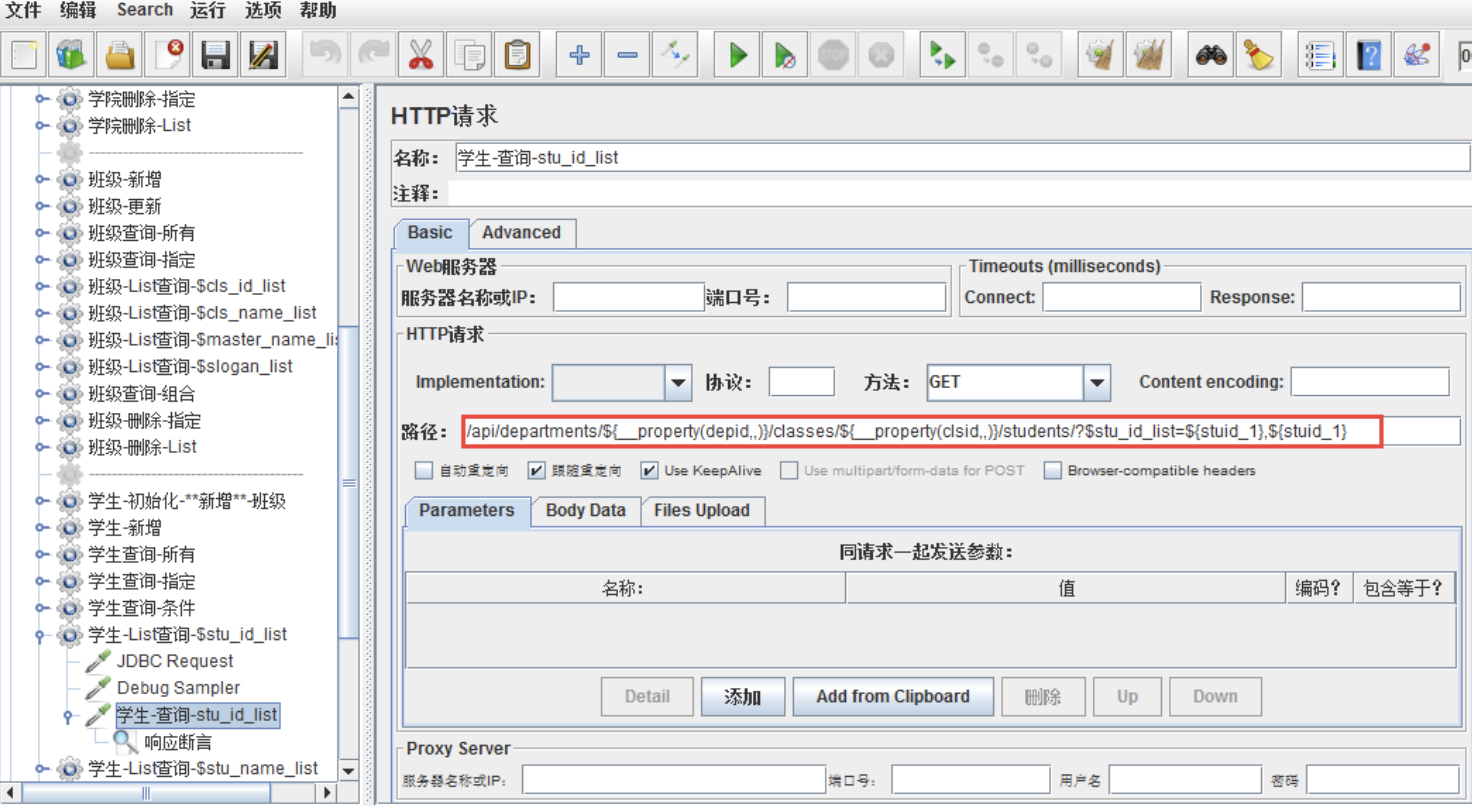 文件 编辑 Search 运行 选项 帮助
STOP
学院删除-指定
学院删除-List
---------------------------------------------
班级-新增
班级-更新
班级查询-所有
班级查询-指定
班级-List查询-$cls_id_list
班级-List查询-$cls_name_list
班级-List查询-$master_name_li
班级-List查询-$slogan_list
班级查询-组合
班级-删除-指定
班级-删除-List
---------------------------------------------
学生-初始化-**新增**-班级
学生-新增
学生查询-所有
学生查询-指定
学生查询-条件
学生-List查询-$stu_id_list
JDBC Request
Debug Sampler
学生-查询-stu_id_list
响应断言
学生-List查询-$stu_name_list
HTTP请求
名称: 学生-查询-stu_id_list
注释:
Basic Advanced
Web服务器
服务器名称或IP: 端口号:
Timeouts (milliseconds)
Connect: Response:
HTTP请求
Implementation: 协议: 方法: GET Content encoding:
路径: /api/departments/${__property(depid,,)}/classes/${__property(clsid,,)}/students/?$stu_id_list=${stuid_1},${stuid_1}
自动重定向 跟随重定向 Use KeepAlive Use multipart/form-data for POST Browser-compatible headers
Parameters Body Data Files Upload
同请求一起发送参数:
名称: 值 编码? 包含等于?
Detail 添加 Add from Clipboard 删除 Up Down
Proxy Server
服务器名称或IP: 端口号: 用户名 密码